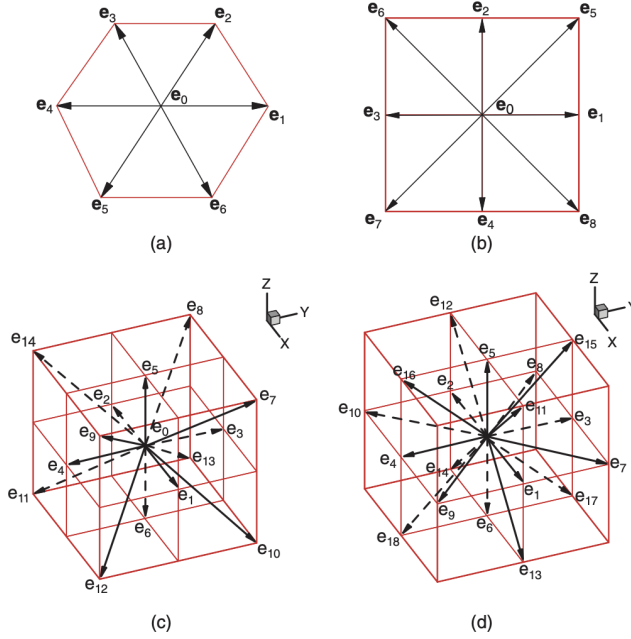 e3 e2
e4 e0 e1
e5 e6
(a)
e6 e2 e5
e3 e0 e1
e7 e4 e8
(b)
Z
Y
X
e8
e14
e5
e2 e7
e9 e0
e4 e3
e13
e11 e1
e6
e10
e12
(c)
Z
Y
X
e12
e15
e5
e16 e8
e2
e10 e11
e3
e4
e14 e7
e1
e9 e17
e6
e18
e13
(d)